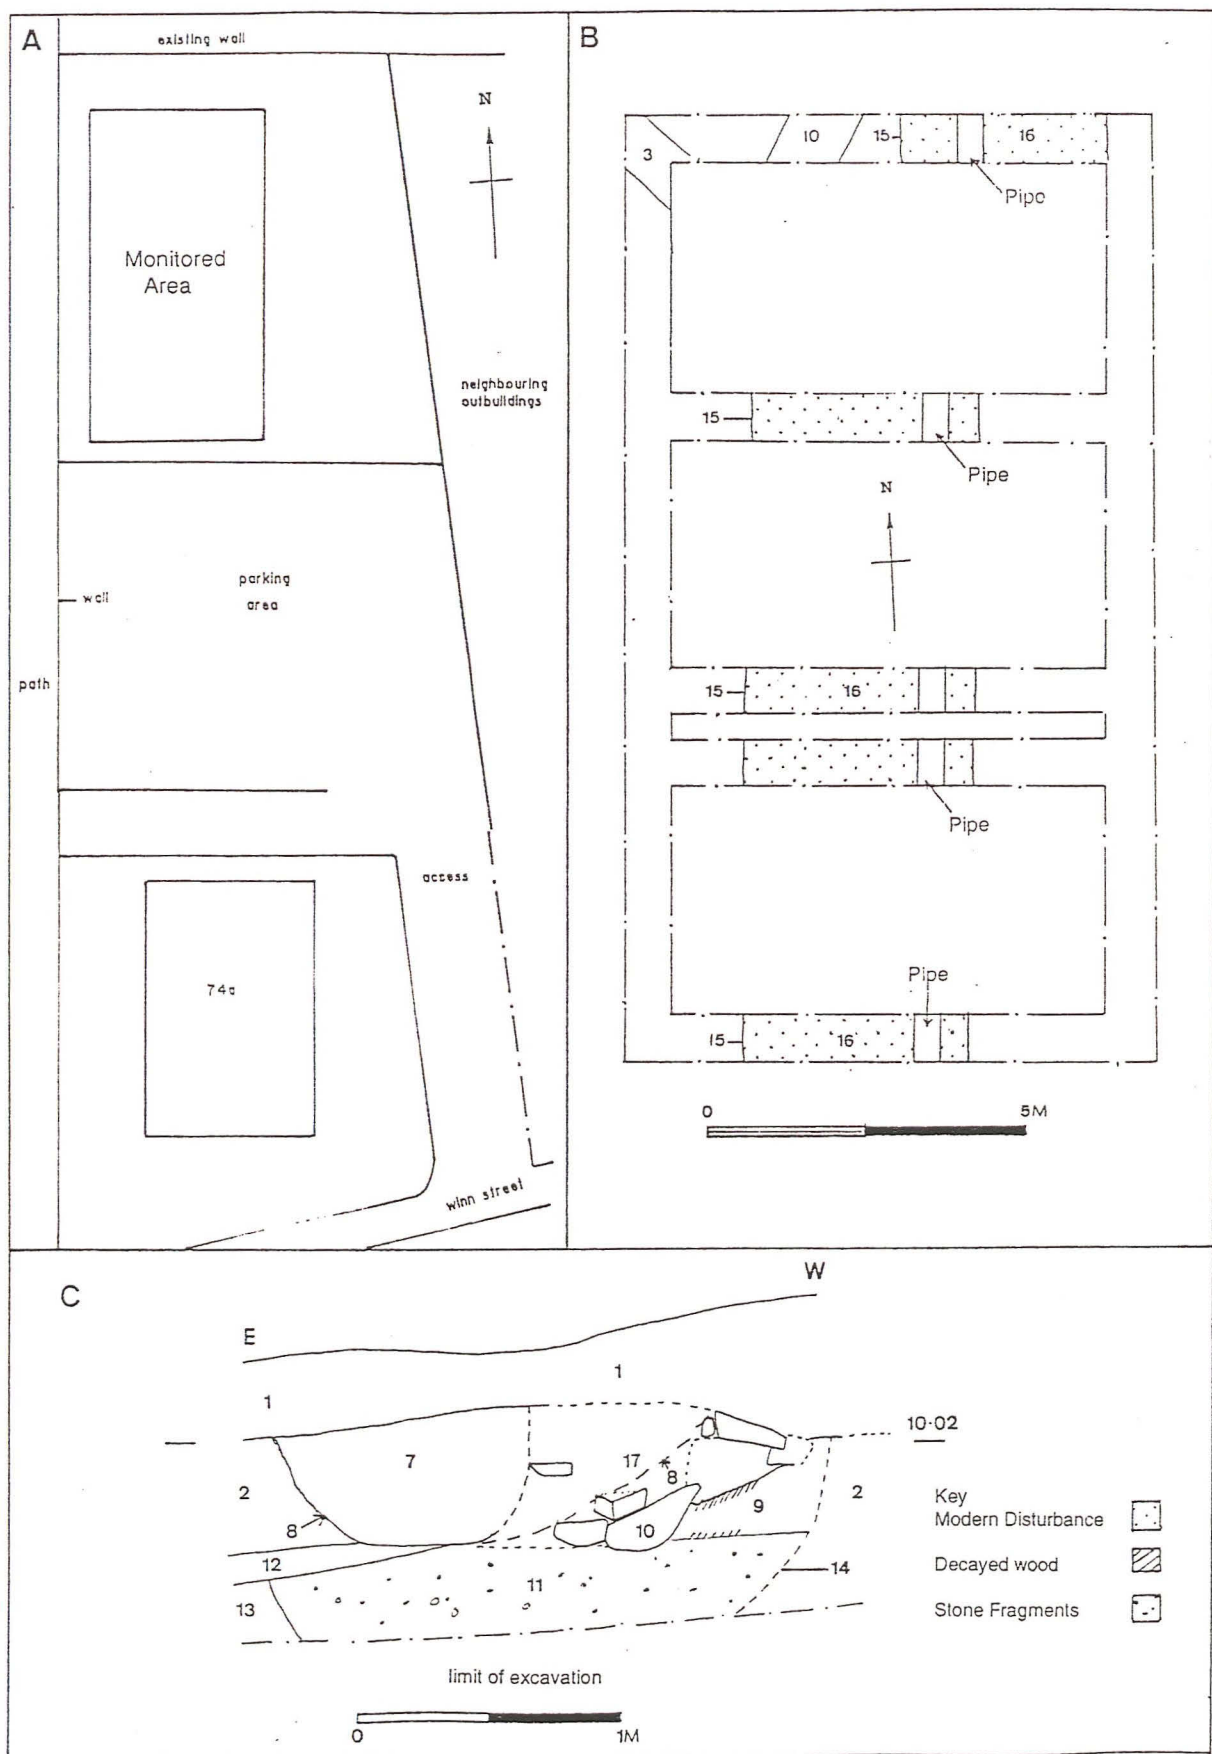 A
existing wall
N
Monitored
Area
neighbouring
outbuildings
wall
parking
area
path
access
74a
winn street
B
3
10
15
16
Pipe
15
Pipe
N
15
16
Pipe
Pipe
15
16
0
5M
C
W
E
1
1
10·02
7
17
8
2
2
9
8
10
12
11
14
13
Key
Modern Disturbance
Decayed wood
Stone Fragments
limit of excavation
0
1M